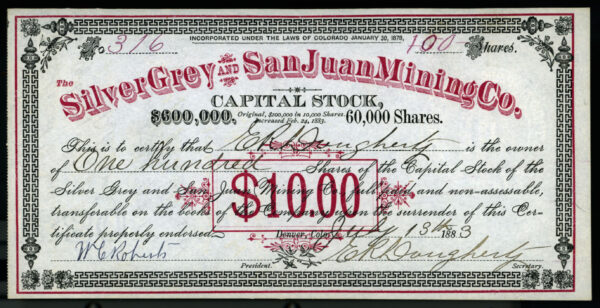 No. 316 INCORPORATED UNDER THE LAWS OF COLORADO JANUARY 20, 1879. 100 Shares.
The Silver Grey AND San Juan Mining Co.
CAPITAL STOCK,
$600,000, Original, $100,000 in 10,000 Shares. Increased Feb. 24, 1883. 60,000 Shares.
This is to certify that E.R. Dougherty is the owner
of One hundred Shares of the Capital Stock of the
Silver Grey and San Juan Mining Co. full paid and non-assessable,
transferable on the books of the Company on the surrender of this Cer-
tificate properly endorsed. Denver, Colo. 13th 1883
$10.00
W C Roberts President. E.R. Dougherty Secretary.